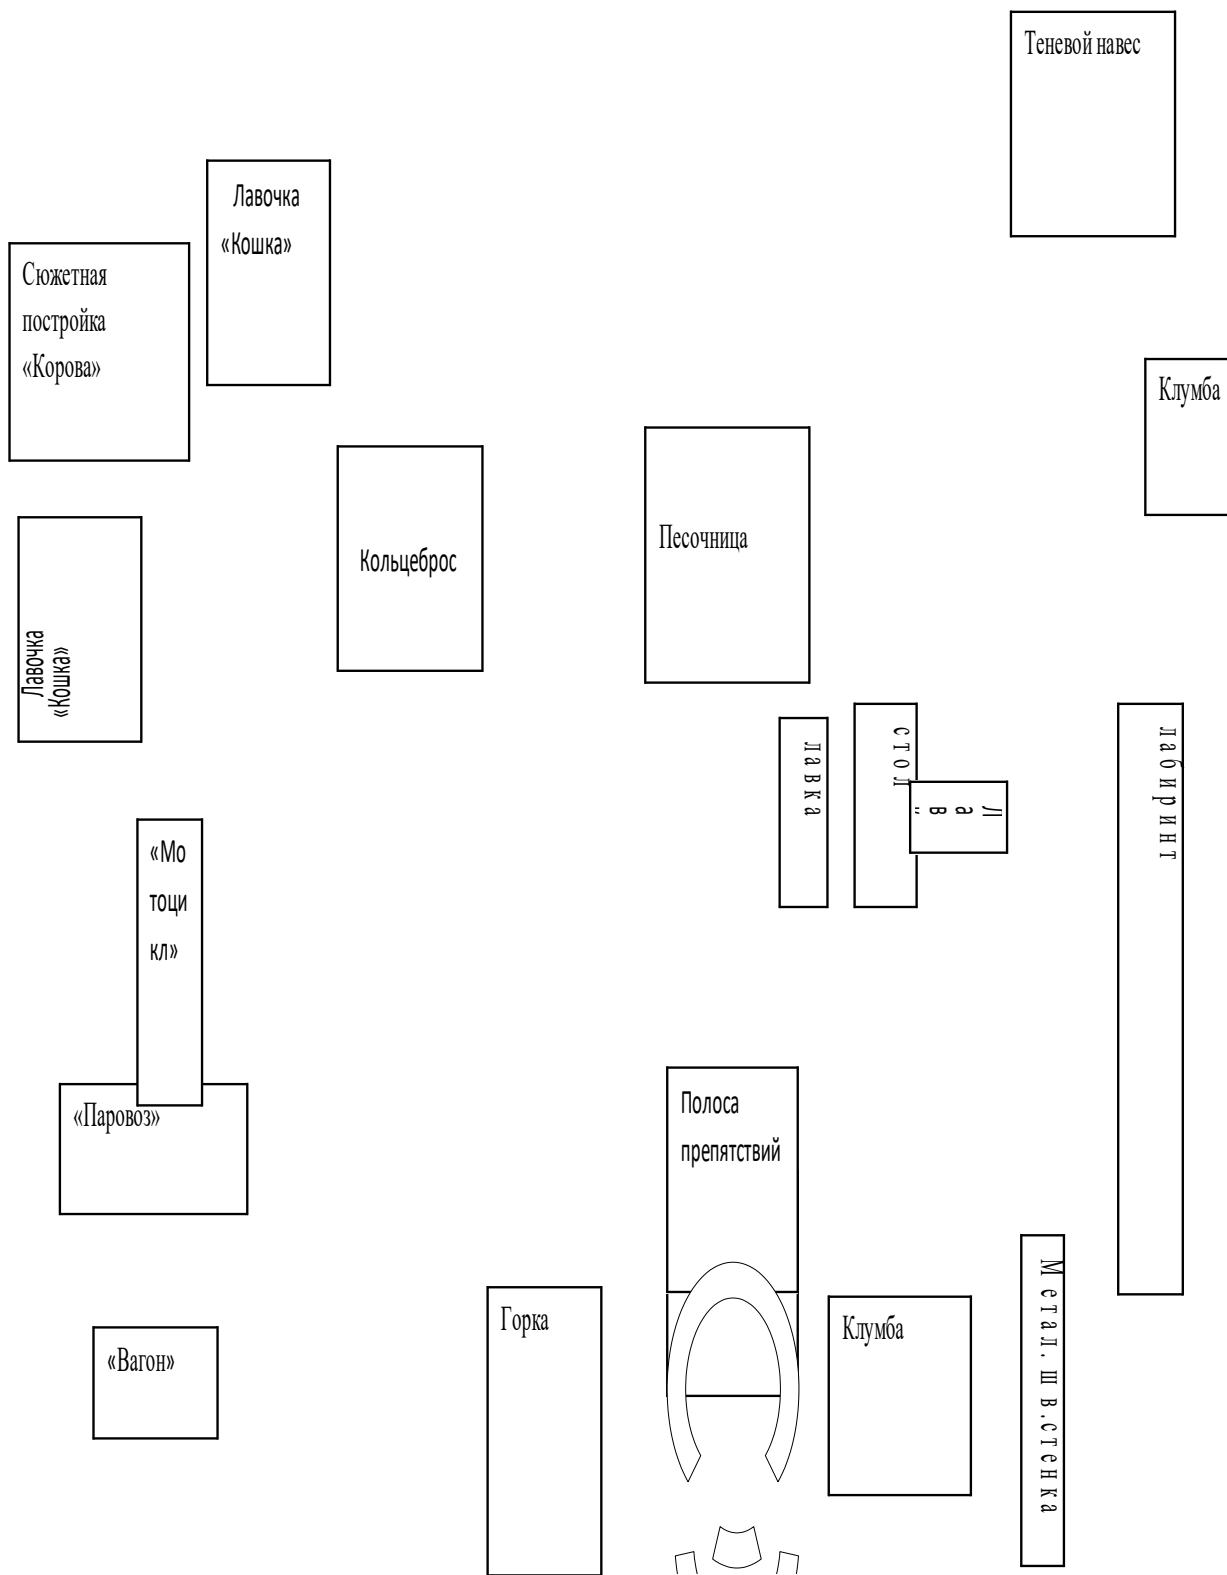 Теневой навес
Лавочка
«Кошка»
Сюжетная
постройка
«Корова»
Клумба
Песочница
Кольцеброс
Лавочка
«Кошка»
лавка
стол
Лав
лабиринт
«Мо
тоци
кл»
«Паровоз»
Полоса
препятствий
Метал. шв.стенка
Горка
Клумба
«Вагон»